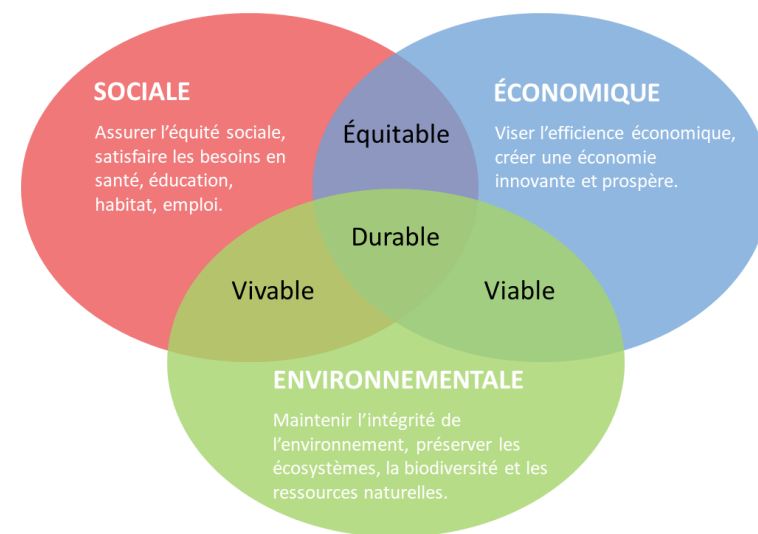 SOCIALE
Assurer l'équité sociale,
satisfaire les besoins en
santé, éducation,
habitat, emploi.
ÉCONOMIQUE
Viser l'efficience économique,
créer une économie
innovante et prospère.
Équitable
Durable
Vivable
Viable
ENVIRONNEMENTALE
Maintenir l'intégrité de
l'environnement, préserver les
écosystèmes, la biodiversité et les
ressources naturelles.